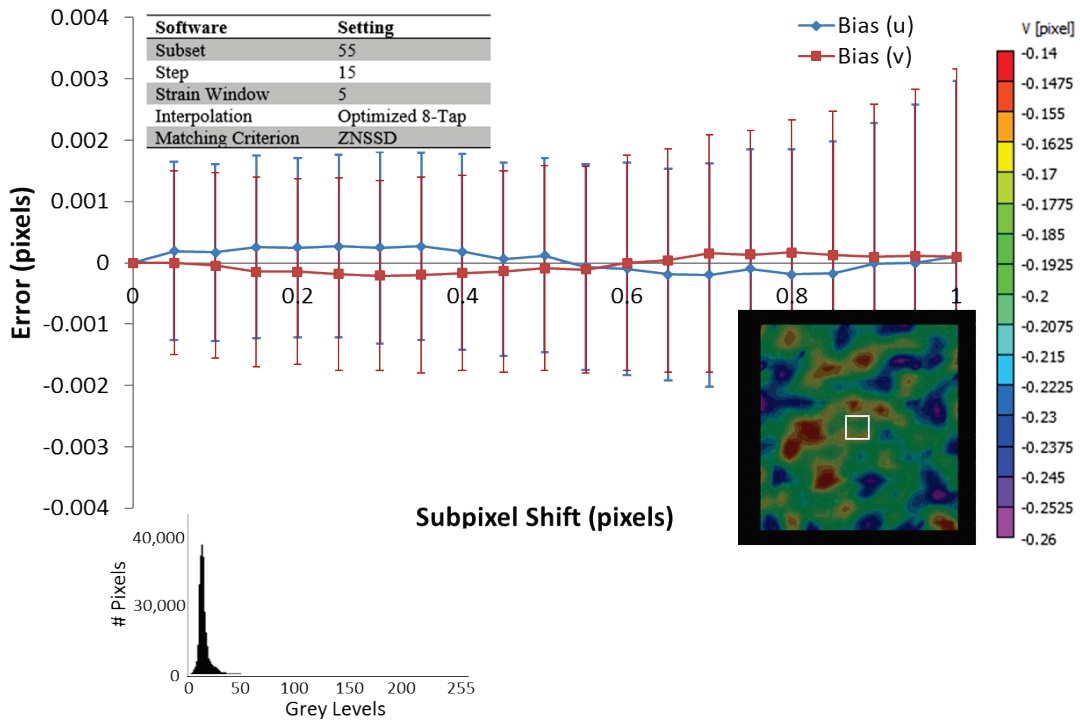 0.004
0.003
0.002
0.001
0
-0.001
-0.002
-0.003
-0.004
Error (pixels)
Software Setting
Subset 55
Step 15
Strain Window 5
Interpolation Optimized 8-Tap
Matching Criterion ZNSSD
Bias (u)
Bias (v)
0 0.2 0.4 0.6 0.8 1
Subpixel Shift (pixels)
V [pixel]
-0.14
-0.1475
-0.155
-0.1625
-0.17
-0.1775
-0.185
-0.1925
-0.2
-0.2075
-0.215
-0.2225
-0.23
-0.2375
-0.245
-0.2525
-0.26
# Pixels
40,000
30,000
0
0 50 100 150 200 255
Grey Levels